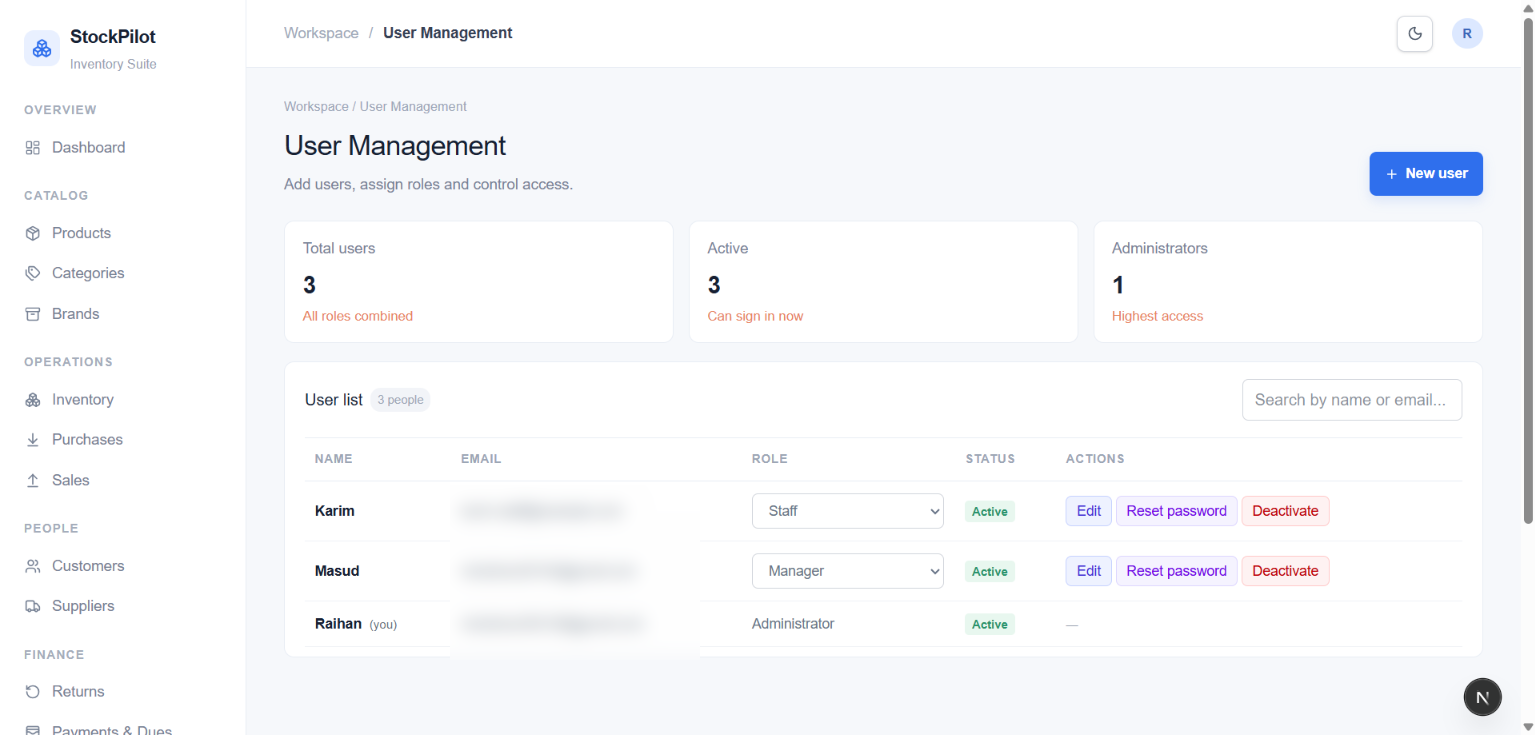 StockPilot
Inventory Suite
OVERVIEW
Dashboard
CATALOG
Products
Categories
Brands
OPERATIONS
Inventory
Purchases
Sales
PEOPLE
Customers
Suppliers
FINANCE
Returns
Payments & Dues
Workspace / User Management
R
Workspace / User Management
User Management
Add users, assign roles and control access.
+ New user
Total users
3
All roles combined
Active
3
Can sign in now
Administrators
1
Highest access
User list 3 people
Search by name or email...
NAME EMAIL ROLE STATUS ACTIONS
Karim Staff Active Edit Reset password Deactivate
Masud Manager Active Edit Reset password Deactivate
Raihan (you) Administrator Active —
N